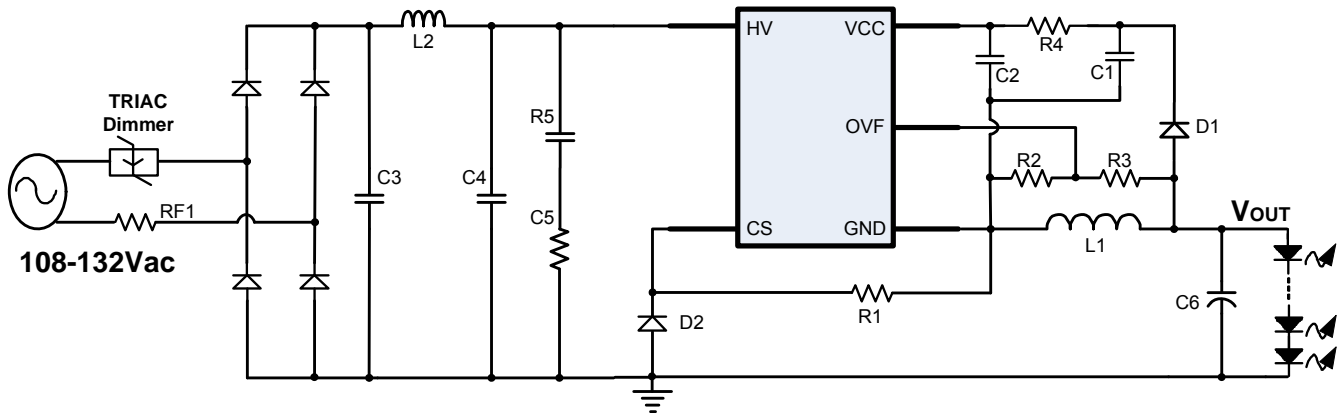 L2
HV
VCC
R4
C2
C1
TRIAC
Dimmer
R5
OVF
D1
R2
R3
C3
C4
RF1
C5
CS
GND
VOUT
L1
108-132Vac
R1
C6
D2